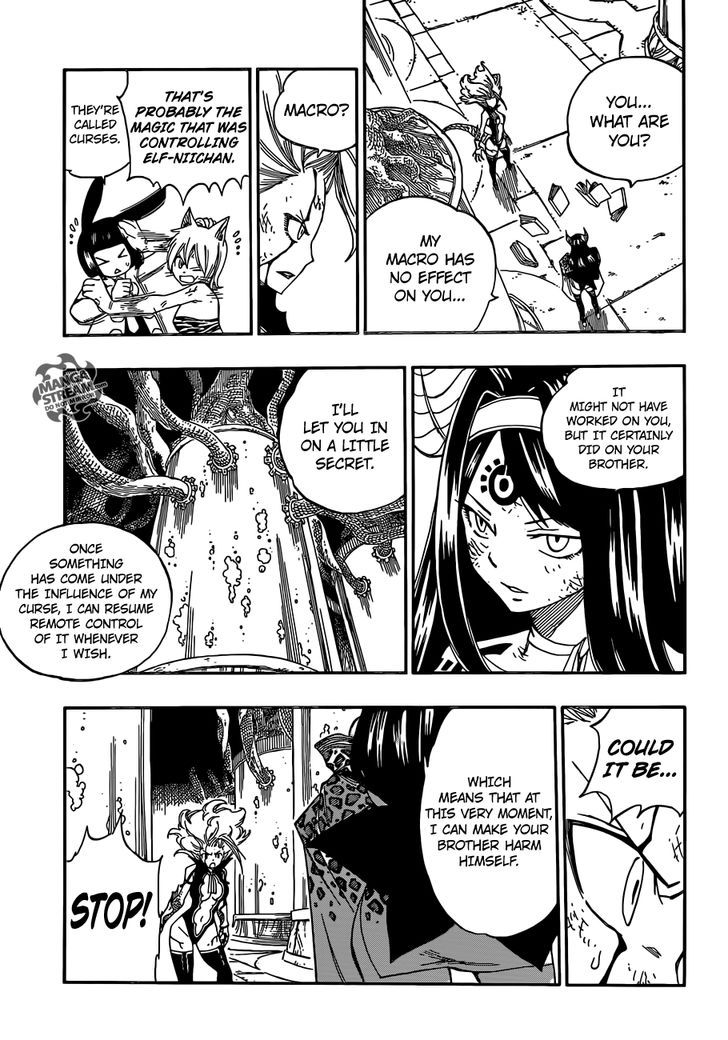 YOU...
WHAT ARE
YOU?
MY
MACRO HAS
NO EFFECT
ON YOU...
MACRO?
THAT'S
PROBABLY THE
MAGIC THAT WAS
CONTROLLING
ELF-NIICHAN.
THEY'RE
CALLED
CURSES.
IT
MIGHT NOT HAVE
WORKED ON YOU,
BUT IT CERTAINLY
DID ON YOUR
BROTHER.
I'LL
LET YOU IN
ON A LITTLE
SECRET.
MANGA
STREAM
ONCE
SOMETHING
HAS COME UNDER
THE INFLUENCE OF MY
CURSE, I CAN RESUME
REMOTE CONTROL
OF IT WHENEVER
I WISH.
COULD
IT BE...
WHICH
MEANS THAT AT
THIS VERY MOMENT,
I CAN MAKE YOUR
BROTHER HARM
HIMSELF.
STOP!